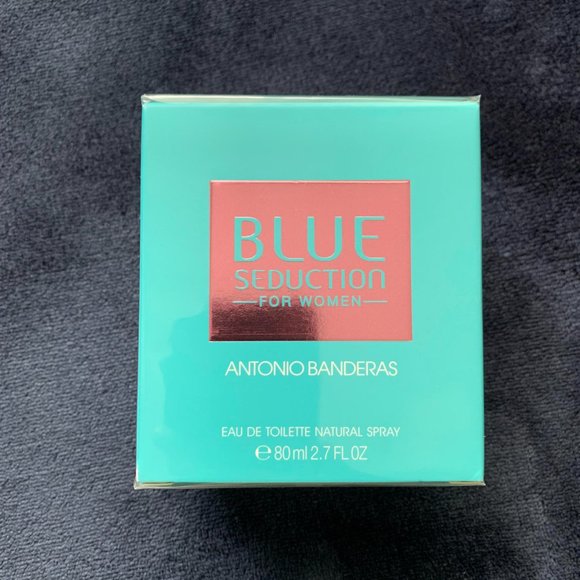 BLUE
SEDUCTION
FOR WOMEN
ANTONIO BANDERAS
EAU DE TOILETTE NATURAL SPRAY
℮ 80 ml 2.7 FL OZ